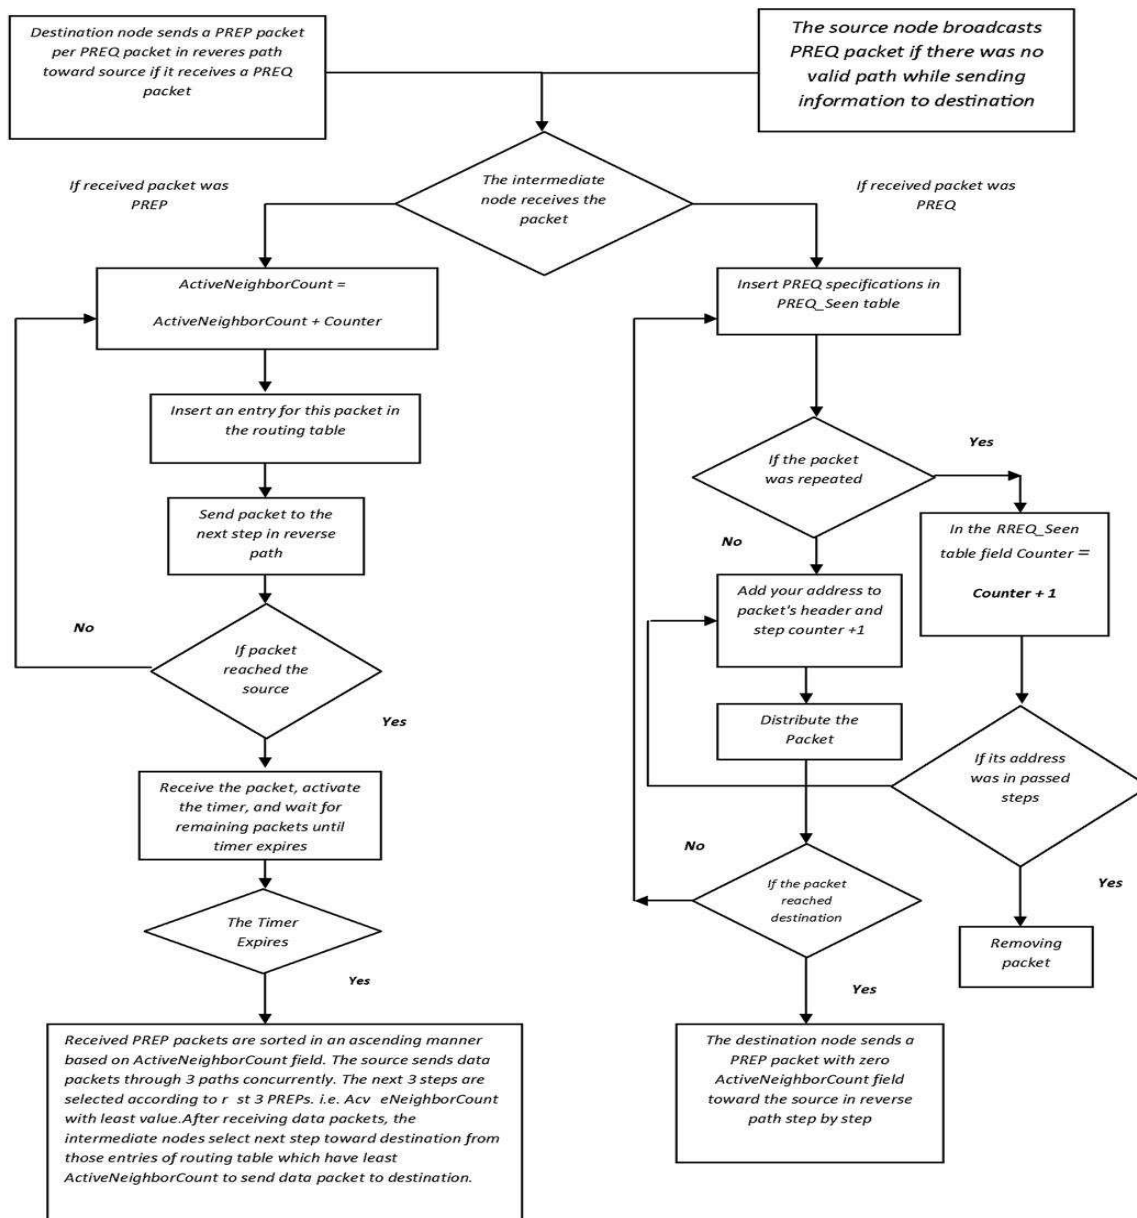 Destination node sends a PREP packet
per PREQ packet in reveres path
toward source if it receives a PREQ
packet
The source node broadcasts
PREQ packet if there was no
valid path while sending
information to destination
If received packet was
PREP
The intermediate
node receives the
packet
If received packet was
PREQ
ActiveNeighborCount =
ActiveNeighborCount + Counter
Insert an entry for this packet in
the routing table
Send packet to the
next step in reverse
path
No
If packet
reached the
source
Yes
Receive the packet, activate
the timer, and wait for
remaining packets until
timer expires
The Timer
Expires
Yes
Received PREP packets are sorted in an ascending manner
based on ActiveNeighborCount field. The source sends data
packets through 3 paths concurrently. The next 3 steps are
selected according to r st 3 PREPs. i.e. Acv eNeighborCount
with least value.After receiving data packets, the
intermediate nodes select next step toward destination from
those entries of routing table which have least
ActiveNeighborCount to send data packet to destination.
Insert PREQ specifications in
PREQ_Seen table
If the packet
was repeated
Yes
No
In the RREQ_Seen
table field Counter =
Counter + 1
Add your address to
packet's header and
step counter +1
Distribute the
Packet
If its address
was in passed
steps
No
If the packet
reached
destination
Yes
Removing
packet
Yes
The destination node sends a
PREP packet with zero
ActiveNeighborCount field
toward the source in reverse
path step by step